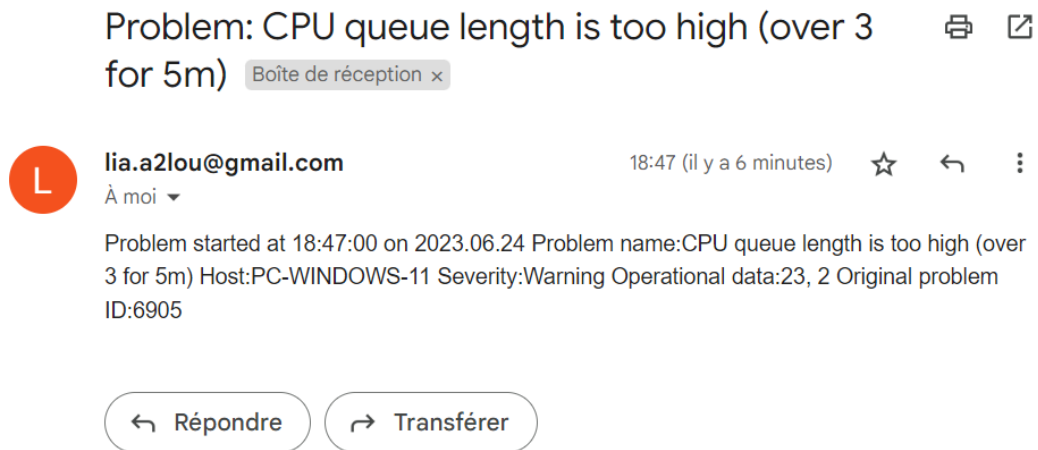 Problem: CPU queue length is too high (over 3
for 5m) Boîte de réception ×
L
lia.a2lou@gmail.com 18:47 (il y a 6 minutes)
À moi
Problem started at 18:47:00 on 2023.06.24 Problem name:CPU queue length is too high (over
3 for 5m) Host:PC-WINDOWS-11 Severity:Warning Operational data:23, 2 Original problem
ID:6905
Répondre Transférer